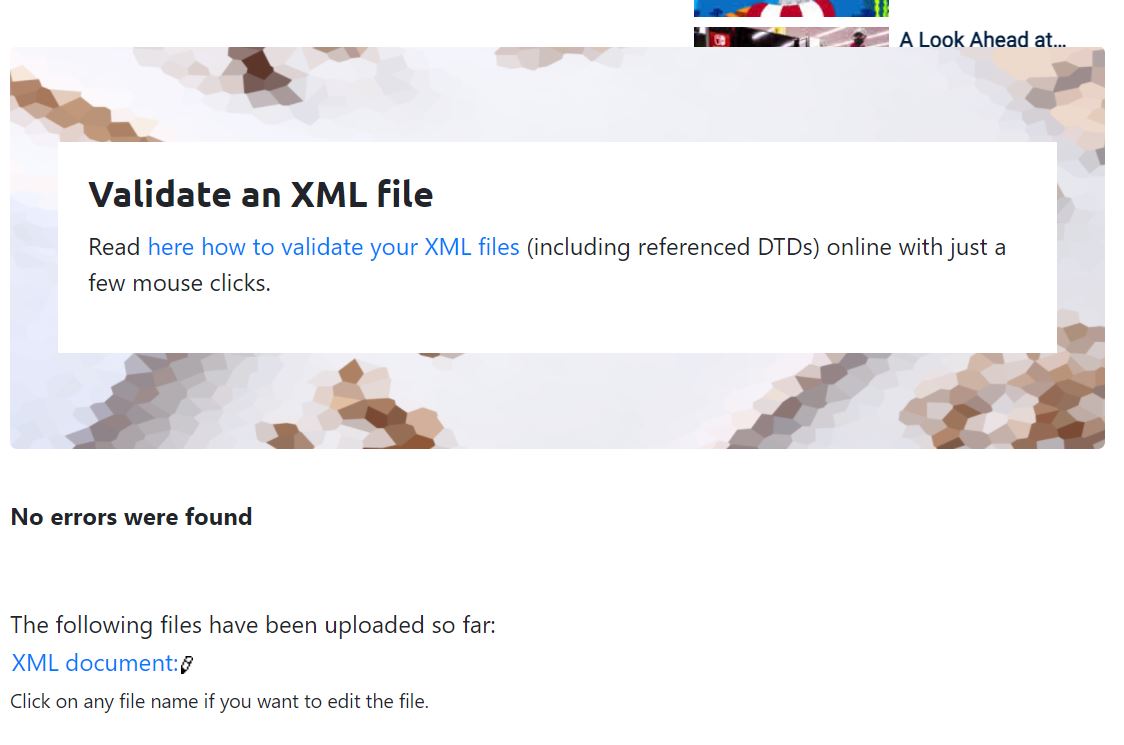 A Look Ahead at...
Validate an XML file
Read here how to validate your XML files (including referenced DTDs) online with just a
few mouse clicks.
No errors were found
The following files have been uploaded so far:
XML document:
Click on any file name if you want to edit the file.